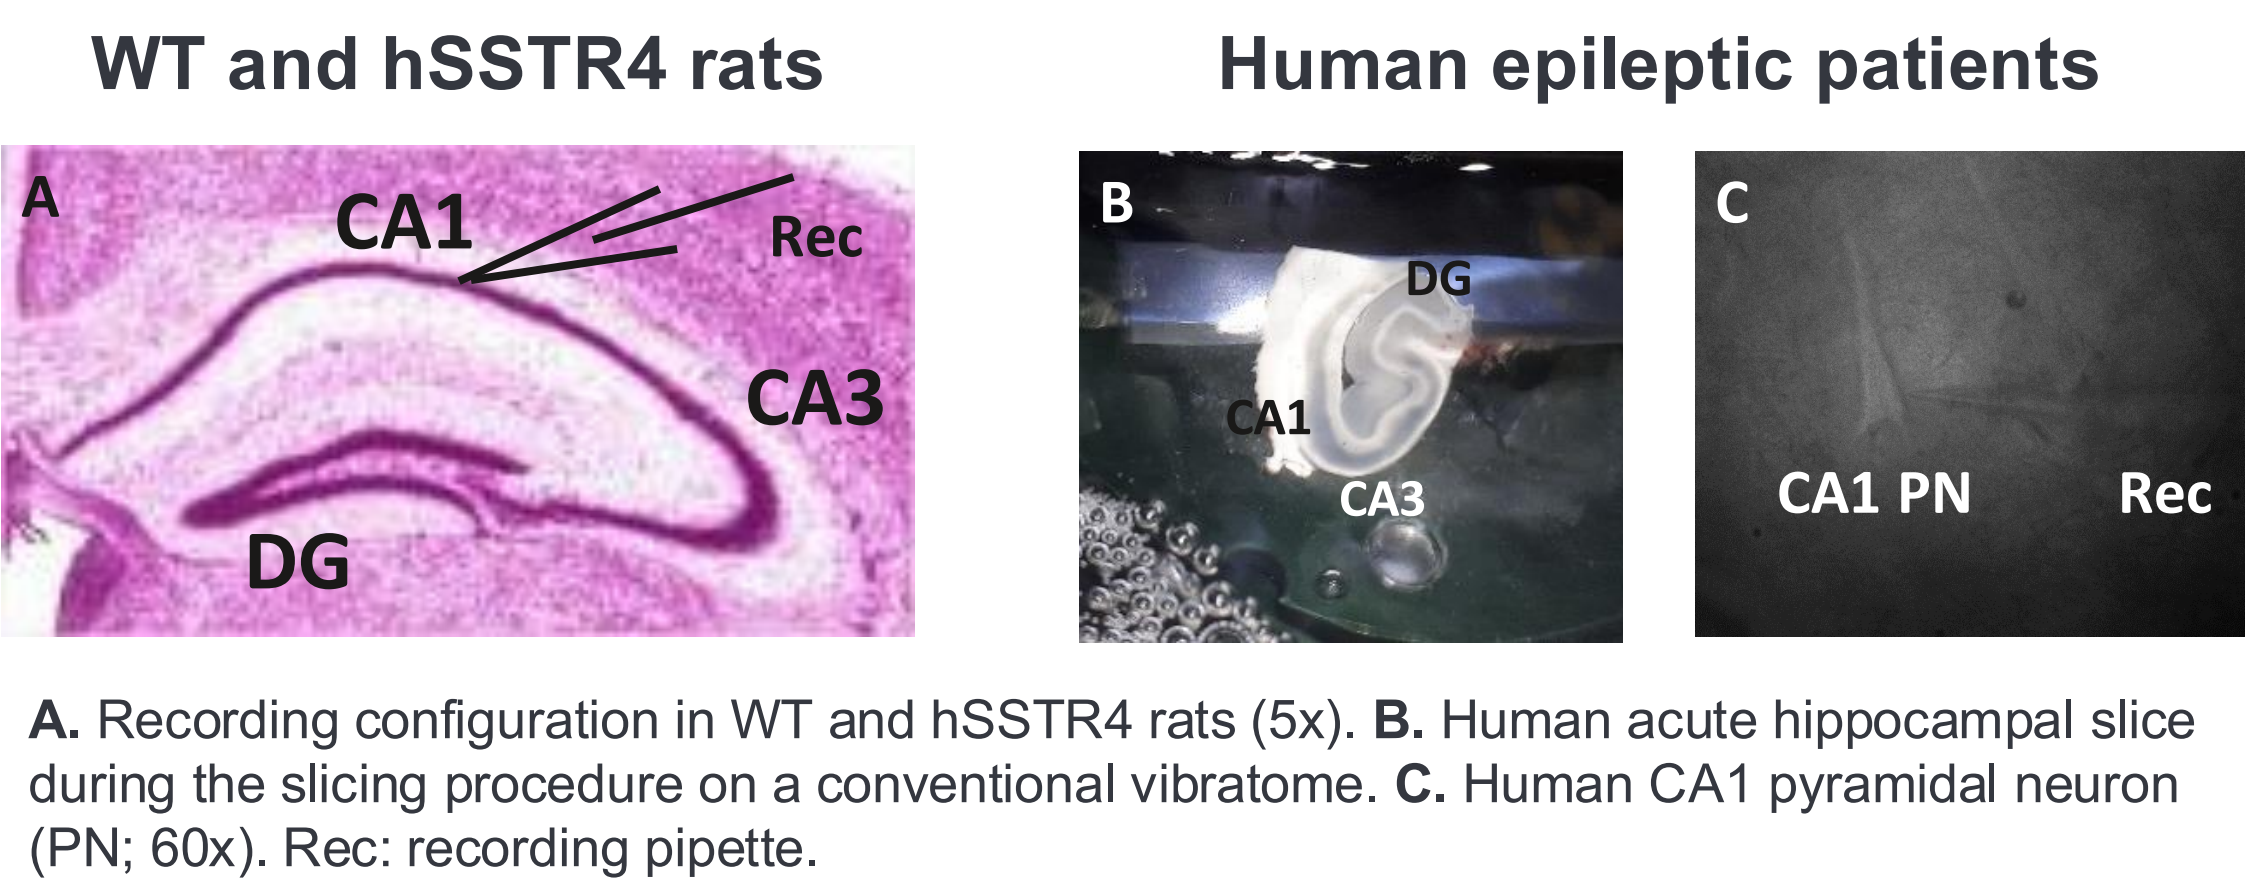 WT and hSSTR4 rats
Human epileptic patients
A
CA1
Rec
CA3
DG
B
DG
CA1
CA3
C
CA1 PN
Rec
A. Recording configuration in WT and hSSTR4 rats (5x). B. Human acute hippocampal slice
during the slicing procedure on a conventional vibratome. C. Human CA1 pyramidal neuron
(PN; 60x). Rec: recording pipette.